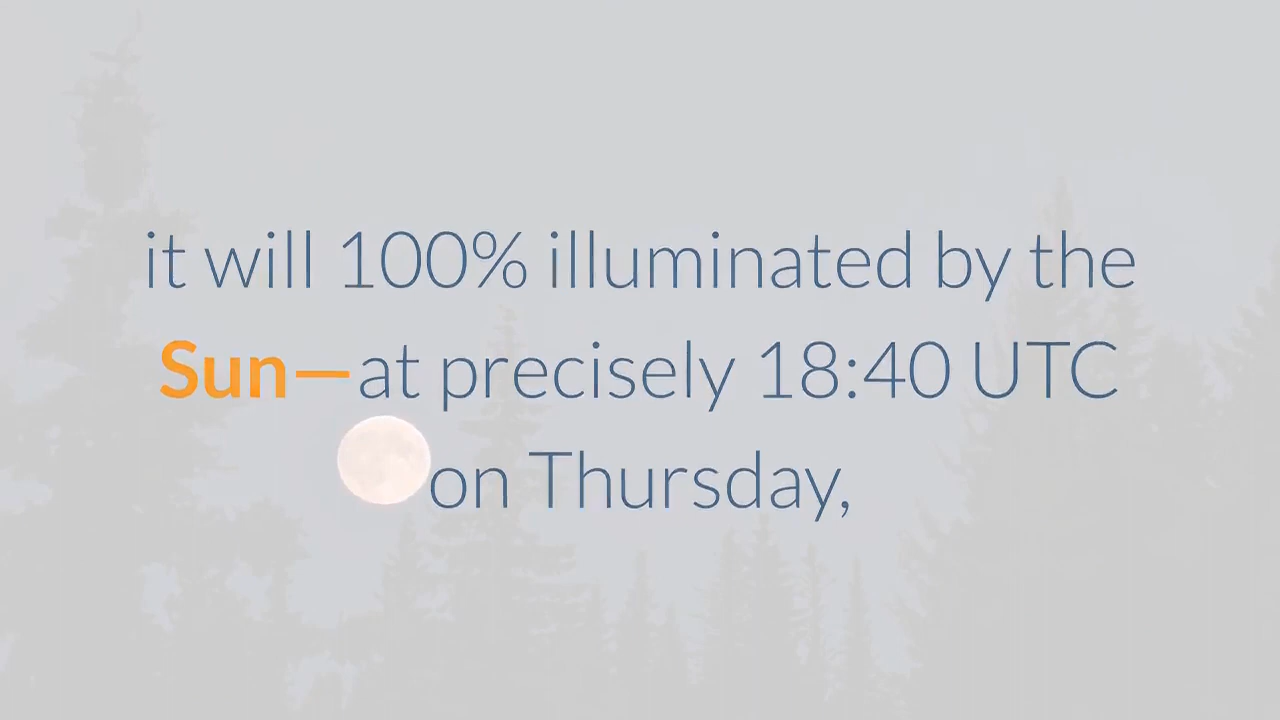 it will 100% illuminated by the
Sun—at precisely 18:40 UTC
on Thursday,